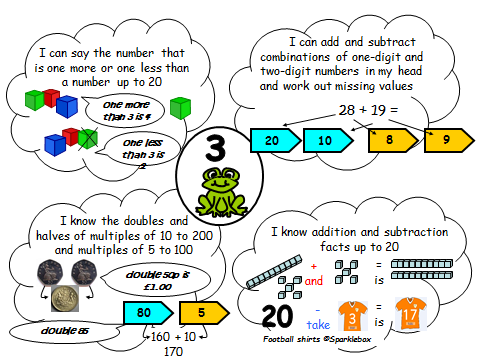 I can say the number that
is one more or one less than
a number up to 20
one more
than 3 is 4
one less
than 3 is
2
I can add and subtract
combinations of one-digit and
two-digit numbers in my head
and work out missing
values
28 + 19 =
20
10
8
9
3
I know the doubles and
halves of multiples of 10 to 200
and multiples of 5 to 100
double 50p is
£1.00
double 85
80
5
160 + 10
170
I know addition and subtraction
facts up to 20
+
=
and
is
20
-
=
take
3
is
17
Football shirts ©Sparklebox